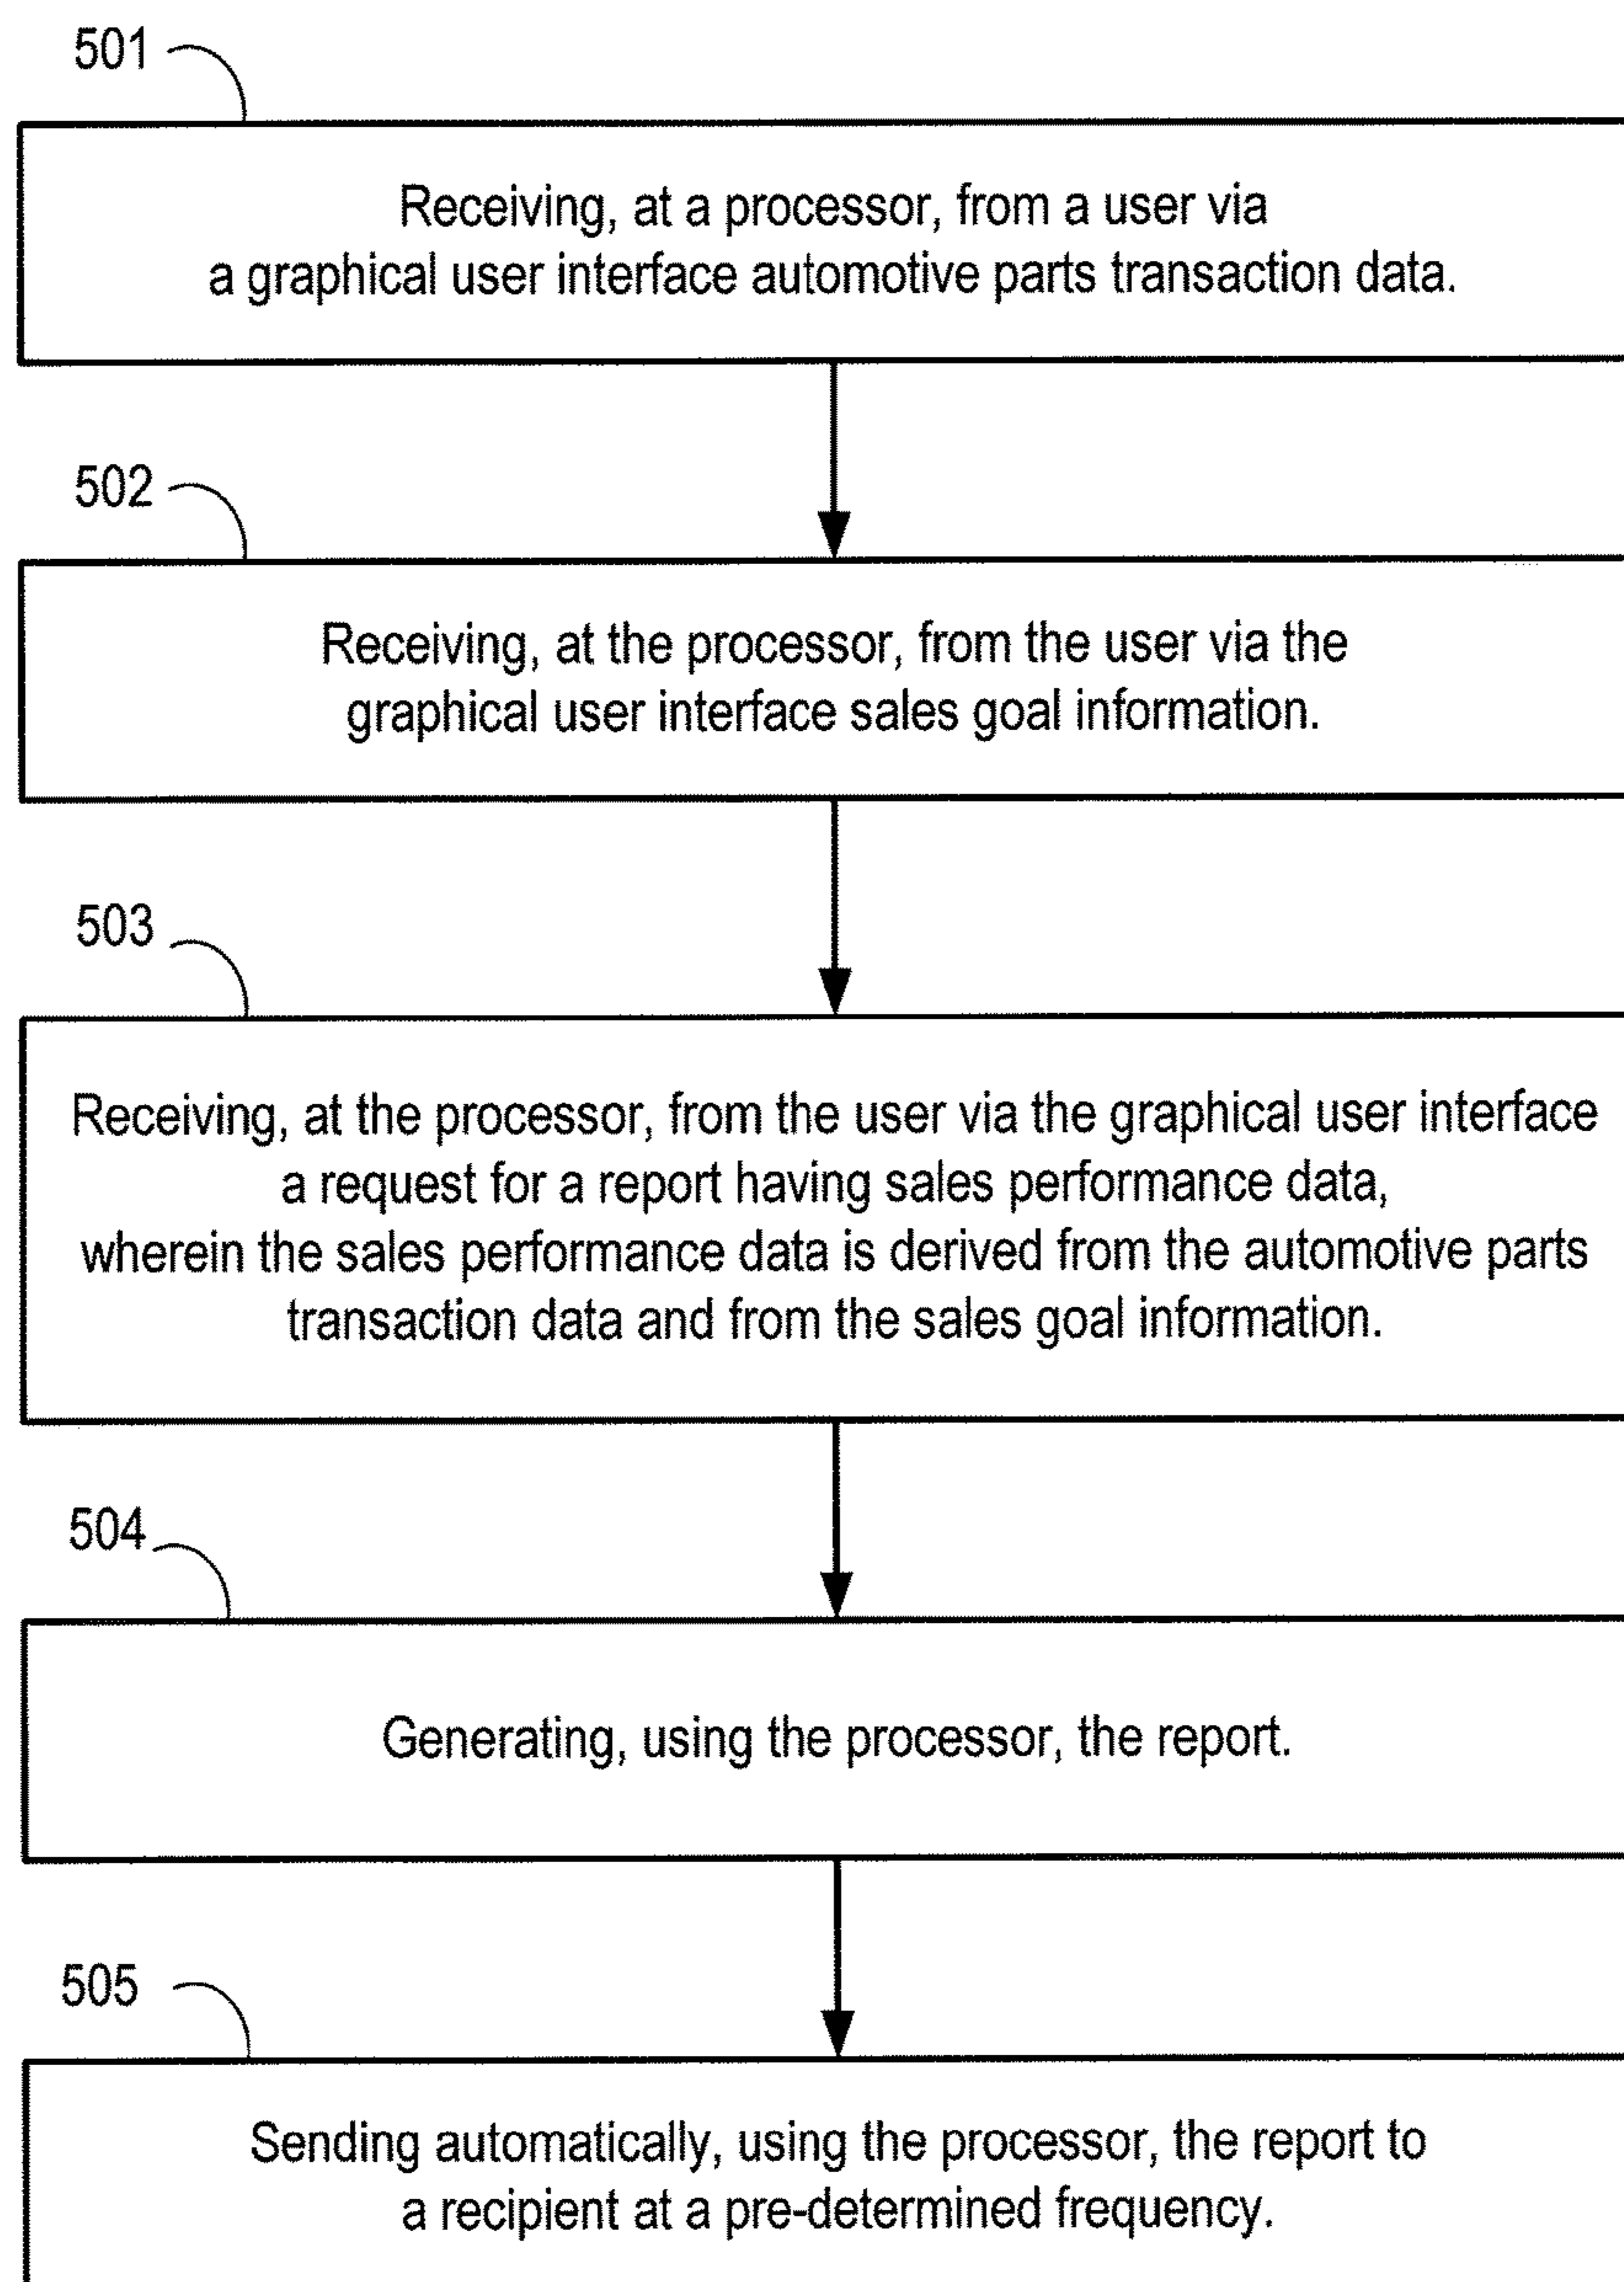 501
Receiving, at a processor, from a user via
a graphical user interface automotive parts transaction data.
502
Receiving, at the processor, from the user via the
graphical user interface sales goal information.
503
Receiving, at the processor, from the user via the graphical user interface
a request for a report having sales performance data,
wherein the sales performance data is derived from the automotive parts
transaction data and from the sales goal information.
504
Generating, using the processor, the report.
505
Sending automatically, using the processor, the report to
a recipient at a pre-determined frequency.